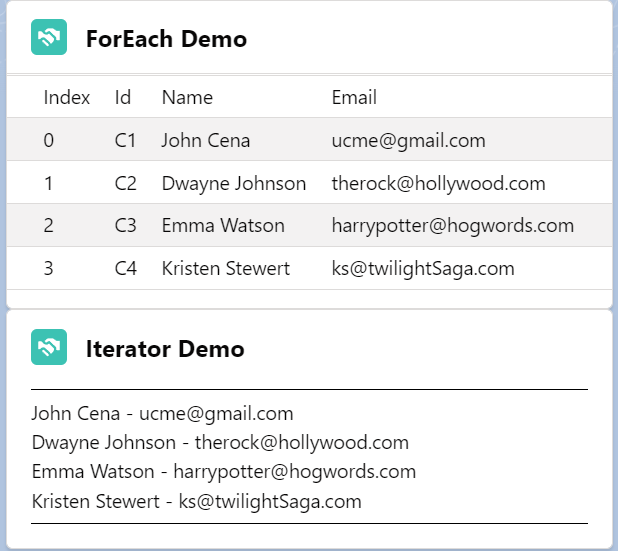 ForEach Demo
Index Id Name Email
0 C1 John Cena ucme@gmail.com
1 C2 Dwayne Johnson therock@hollywood.com
2 C3 Emma Watson harrypotter@hogwords.com
3 C4 Kristen Stewert ks@twilightSaga.com
Iterator Demo
John Cena - ucme@gmail.com
Dwayne Johnson - therock@hollywood.com
Emma Watson - harrypotter@hogwords.com
Kristen Stewert - ks@twilightSaga.com